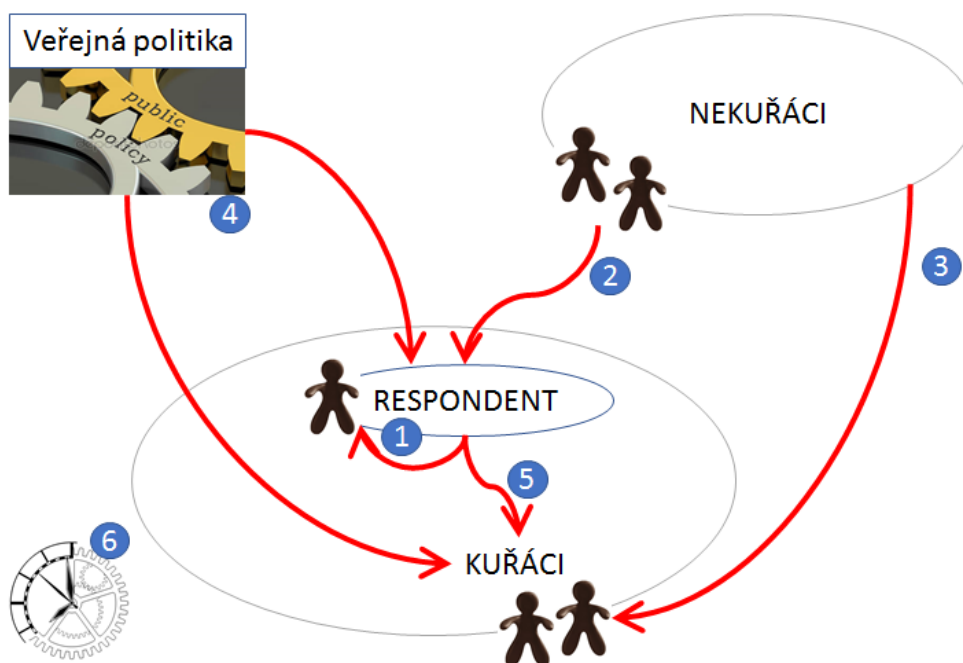 Veřejná politika
public
policy
4
NEKUŘÁCI
2
3
RESPONDENT
1
5
6
KUŘÁCI